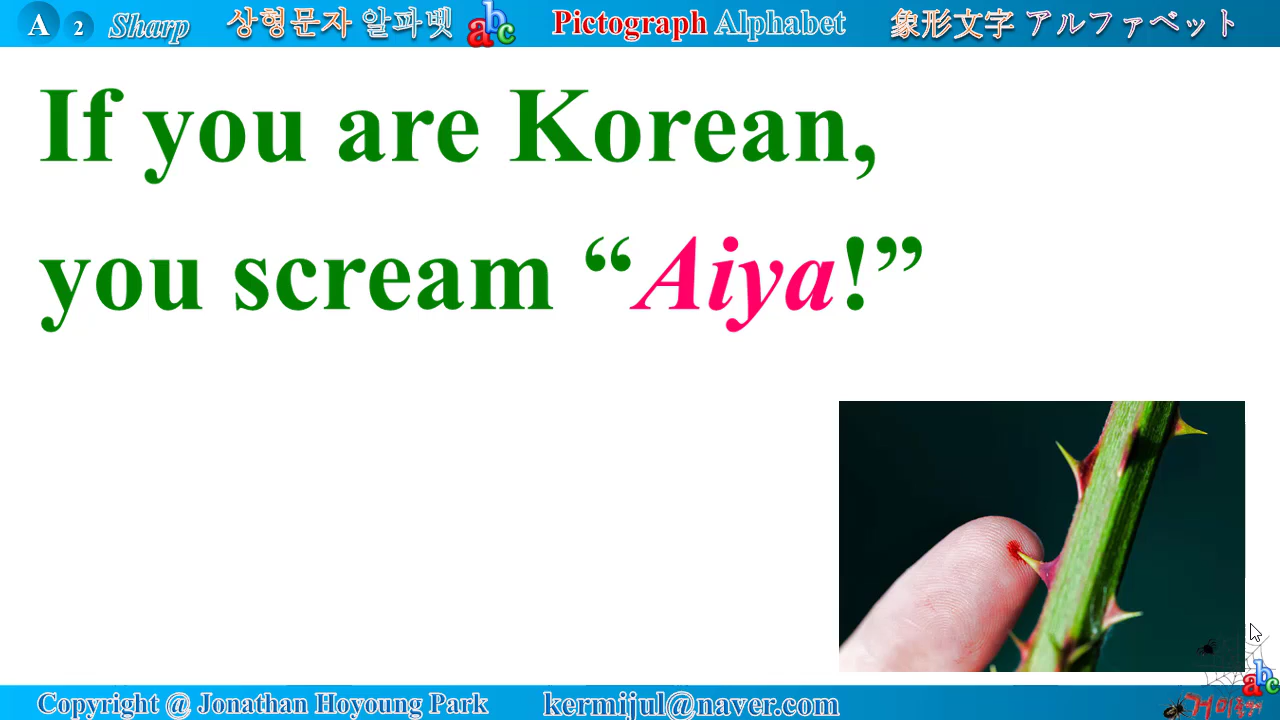 A 2 Sharp 상형문자 알파벳 abc Pictograph Alphabet 象形文字 アルファベット
If you are Korean,
you scream “Aiya!”
abc
Copyright @ Jonathan Hoyoung Park kermijul@naver.com